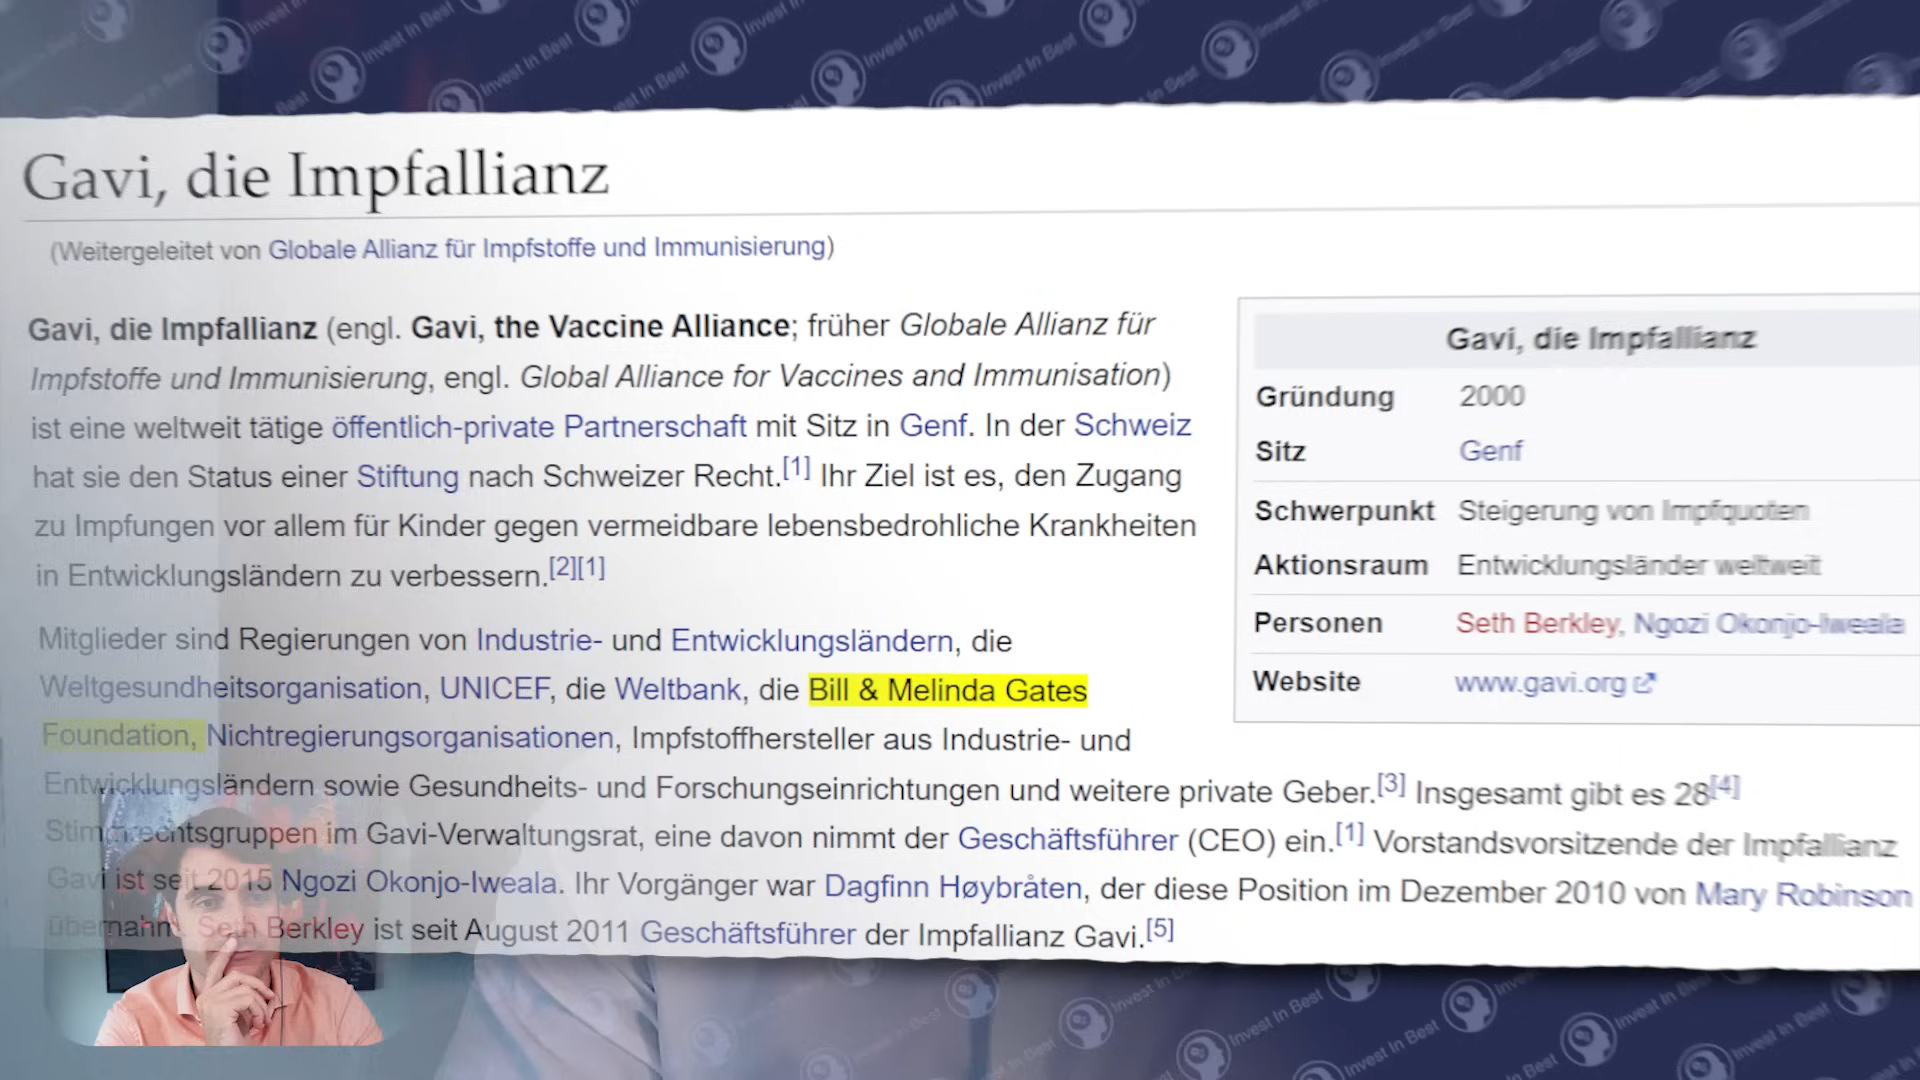 Invest In Best
Gavi, die Impfallianz
(Weitergeleitet von Globale Allianz für Impfstoffe und Immunisierung)
Gavi, die Impfallianz (engl. Gavi, the Vaccine Alliance; früher Globale Allianz für
Impfstoffe und Immunisierung, engl. Global Alliance for Vaccines and Immunisation)
ist eine weltweit tätige öffentlich-private Partnerschaft mit Sitz in Genf. In der Schweiz
hat sie den Status einer Stiftung nach Schweizer Recht.[1] Ihr Ziel ist es, den Zugang
zu Impfungen vor allem für Kinder gegen vermeidbare lebensbedrohliche Krankheiten
in Entwicklungsländern zu verbessern.[2][1]
Mitglieder sind Regierungen von Industrie- und Entwicklungsländern, die
Weltgesundheitsorganisation, UNICEF, die Weltbank, die Bill & Melinda Gates
Foundation, Nichtregierungsorganisationen, Impfstoffhersteller aus Industrie- und
Entwicklungsländern sowie Gesundheits- und Forschungseinrichtungen und weitere private Geber.[3] Insgesamt gibt es 28[4]
Stimmrechtsgruppen im Gavi-Verwaltungsrat, eine davon nimmt der Geschäftsführer (CEO) ein.[1] Vorstandsvorsitzende der Impfallianz
Gavi ist seit 2015 Ngozi Okonjo-Iweala. Ihr Vorgänger war Dagfinn Høybråten, der diese Position im Dezember 2010 von Mary Robinson
übernahm. Seth Berkley ist seit August 2011 Geschäftsführer der Impfallianz Gavi.[5]
Gavi, die Impfallianz
Gründung 2000
Sitz Genf
Schwerpunkt Steigerung von Impfquoten
Aktionsraum Entwicklungsländer weltweit
Personen Seth Berkley, Ngozi Okonjo-Iweala
Website www.gavi.org